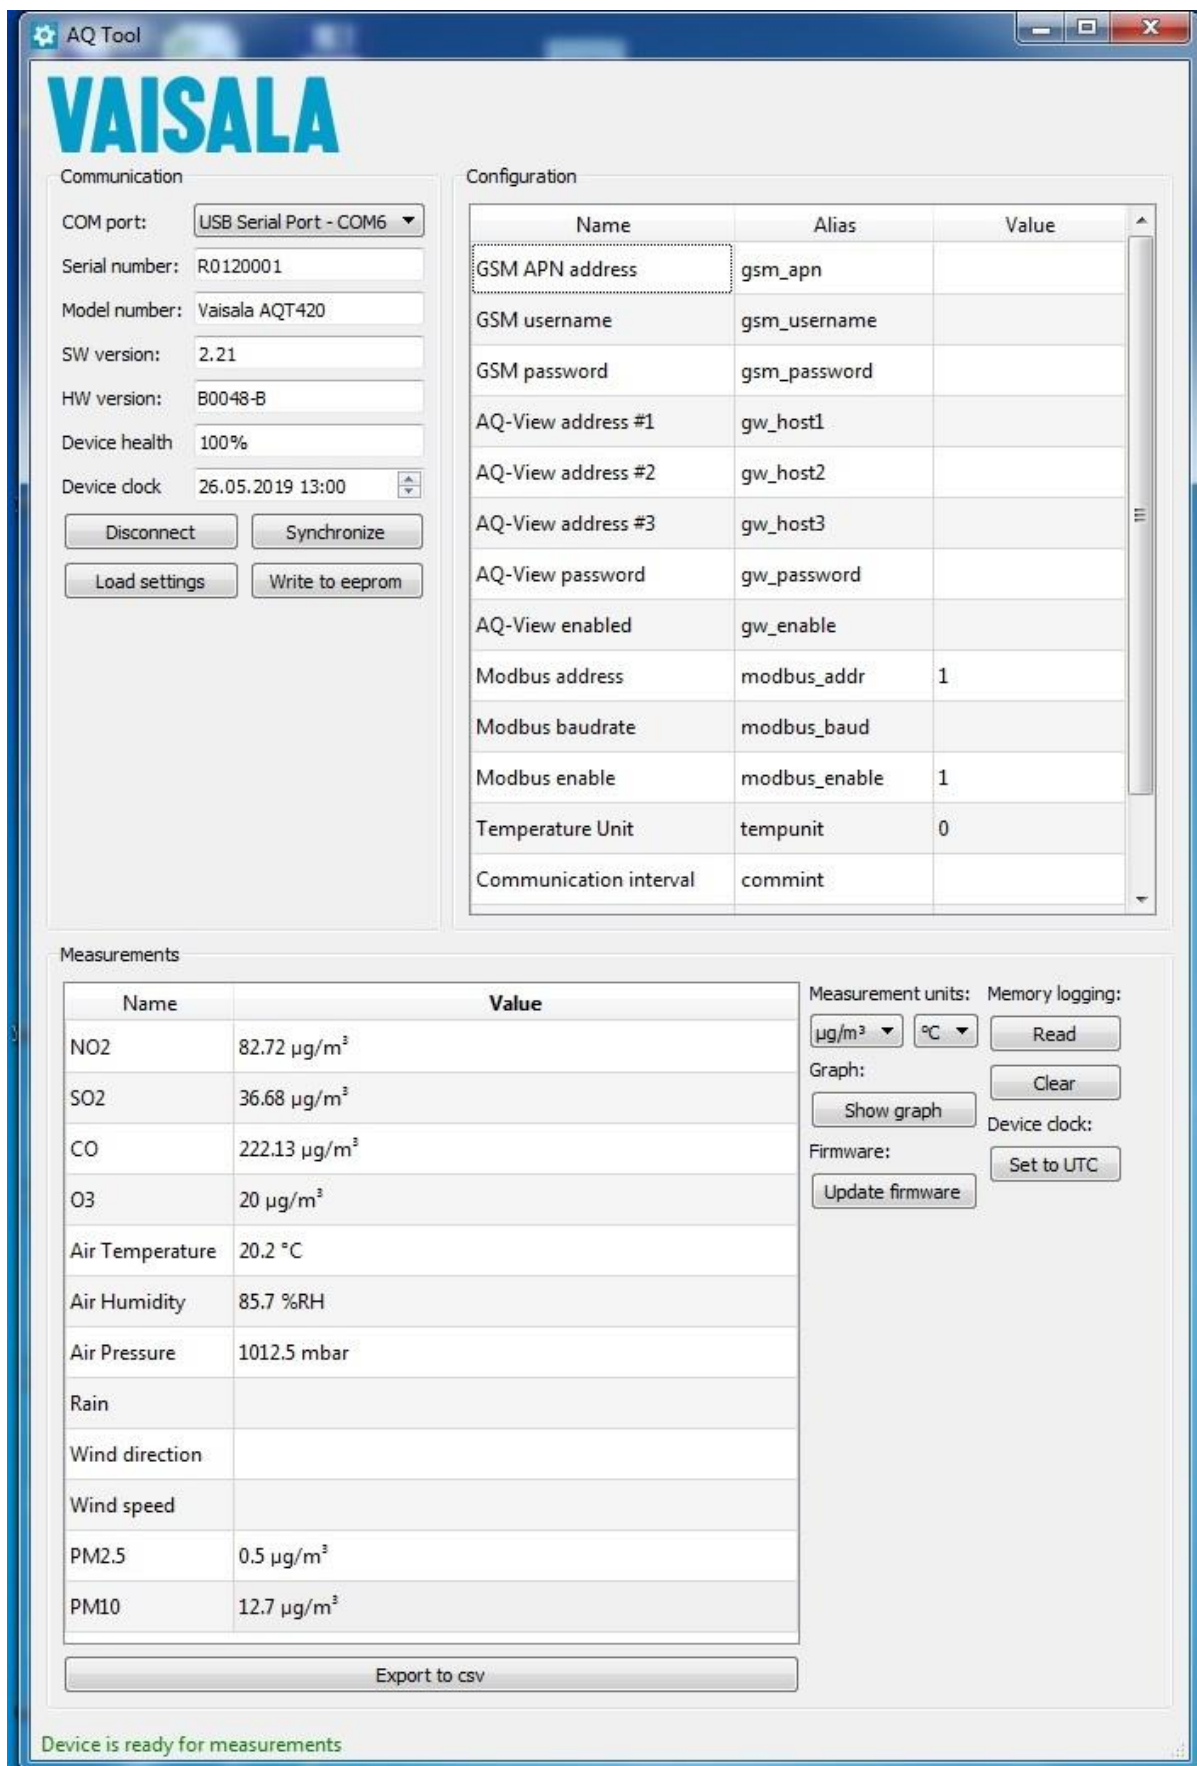 AQ Tool
VAISALA
Communication
COM port: USB Serial Port - COM6
Serial number: R0120001
Model number: Vaisala AQT420
SW version: 2.21
HW version: B0048-B
Device health 100%
Device clock 26.05.2019 13:00
Disconnect Synchronize
Load settings Write to eeprom
Configuration
Name Alias Value
GSM APN address gsm_apn
GSM username gsm_username
GSM password gsm_password
AQ-View address #1 gw_host1
AQ-View address #2 gw_host2
AQ-View address #3 gw_host3
AQ-View password gw_password
AQ-View enabled gw_enable
Modbus address modbus_addr 1
Modbus baudrate modbus_baud
Modbus enable modbus_enable 1
Temperature Unit tempunit 0
Communication interval commint
Measurements
Name Value
NO2 82.72 µg/m³
SO2 36.68 µg/m³
CO 222.13 µg/m³
O3 20 µg/m³
Air Temperature 20.2 °C
Air Humidity 85.7 %RH
Air Pressure 1012.5 mbar
Rain
Wind direction
Wind speed
PM2.5 0.5 µg/m³
PM10 12.7 µg/m³
Export to csv
Measurement units:
µg/m³ ºC
Graph:
Show graph
Firmware:
Update firmware
Memory logging:
Read
Clear
Device clock:
Set to UTC
Device is ready for measurements